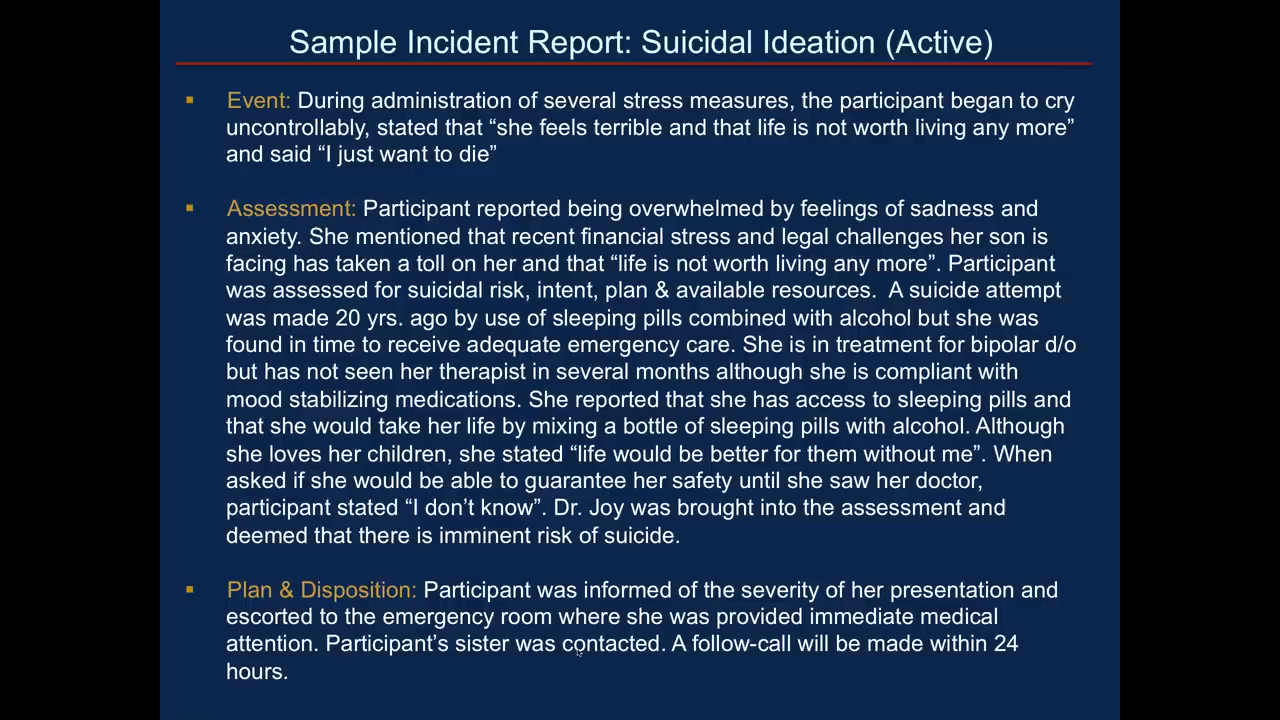 Sample Incident Report: Suicidal Ideation (Active)
▪ Event: During administration of several stress measures, the participant began to cry
uncontrollably, stated that “she feels terrible and that life is not worth living any more”
and said “I just want to die”
▪ Assessment: Participant reported being overwhelmed by feelings of sadness and
anxiety. She mentioned that recent financial stress and legal challenges her son is
facing has taken a toll on her and that “life is not worth living any more”. Participant
was assessed for suicidal risk, intent, plan & available resources.  A suicide attempt
was made 20 yrs. ago by use of sleeping pills combined with alcohol but she was
found in time to receive adequate emergency care. She is in treatment for bipolar d/o
but has not seen her therapist in several months although she is compliant with
mood stabilizing medications. She reported that she has access to sleeping pills and
that she would take her life by mixing a bottle of sleeping pills with alcohol. Although
she loves her children, she stated “life would be better for them without me”. When
asked if she would be able to guarantee her safety until she saw her doctor,
participant stated “I don’t know”. Dr. Joy was brought into the assessment and
deemed that there is imminent risk of suicide.
▪ Plan & Disposition: Participant was informed of the severity of her presentation and
escorted to the emergency room where she was provided immediate medical
attention. Participant’s sister was contacted. A follow-call will be made within 24
hours.